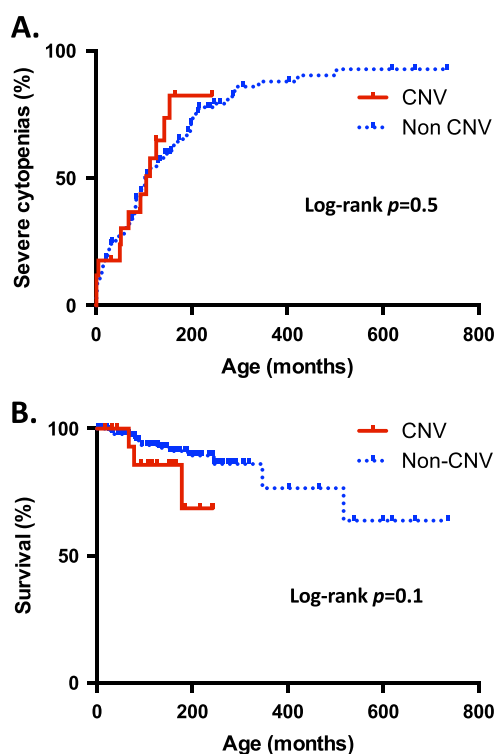 A.
100
50
0
Severe cytopenias (%)
CNV
Non CNV
Log-rank p=0.5
0 200 400 600 800
Age (months)
B.
100
50
0
Survival (%)
CNV
Non-CNV
Log-rank p=0.1
0 200 400 600 800
Age (months)